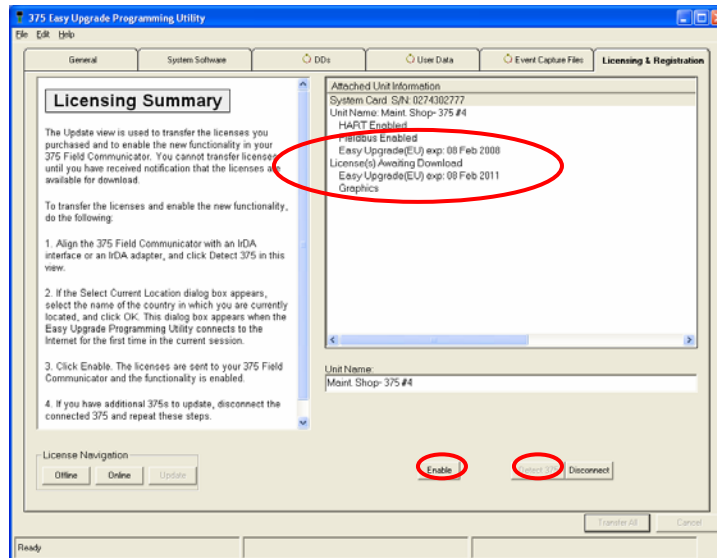 375 Easy Upgrade Programming Utility
File Edit Help
General System Software DDs User Data Event Capture Files Licensing & Registration
Licensing Summary
The Update view is used to transfer the licenses you
purchased and to enable the new functionality in your
375 Field Communicator. You cannot transfer licenses
until you have received notification that the licenses are
available for download.
To transfer the licenses and enable the new functionality,
do the following:
1. Align the 375 Field Communicator with an IrDA
interface or an IrDA adapter, and click Detect 375 in this
view.
2. If the Select Current Location dialog box appears,
select the name of the country in which you are currently
located, and click OK. This dialog box appears when the
Easy Upgrade Programming Utility connects to the
Internet for the first time in the current session.
3. Click Enable. The licenses are sent to your 375 Field
Communicator and the functionality is enabled.
4. If you have additional 375s to update, disconnect the
connected 375 and repeat these steps.
Attached Unit Information
System Card S/N: 0274302777
Unit Name: Maint. Shop- 375 #4
HART Enabled
Fieldbus Enabled
Easy Upgrade(EU) exp: 08 Feb 2008
License(s) Awaiting Download
Easy Upgrade(EU) exp: 08 Feb 2011
Graphics
Unit Name:
Maint. Shop- 375 #4
License Navigation
Offline Online Update
Enable Detect 375 Disconnect
Transfer All Cancel
Ready